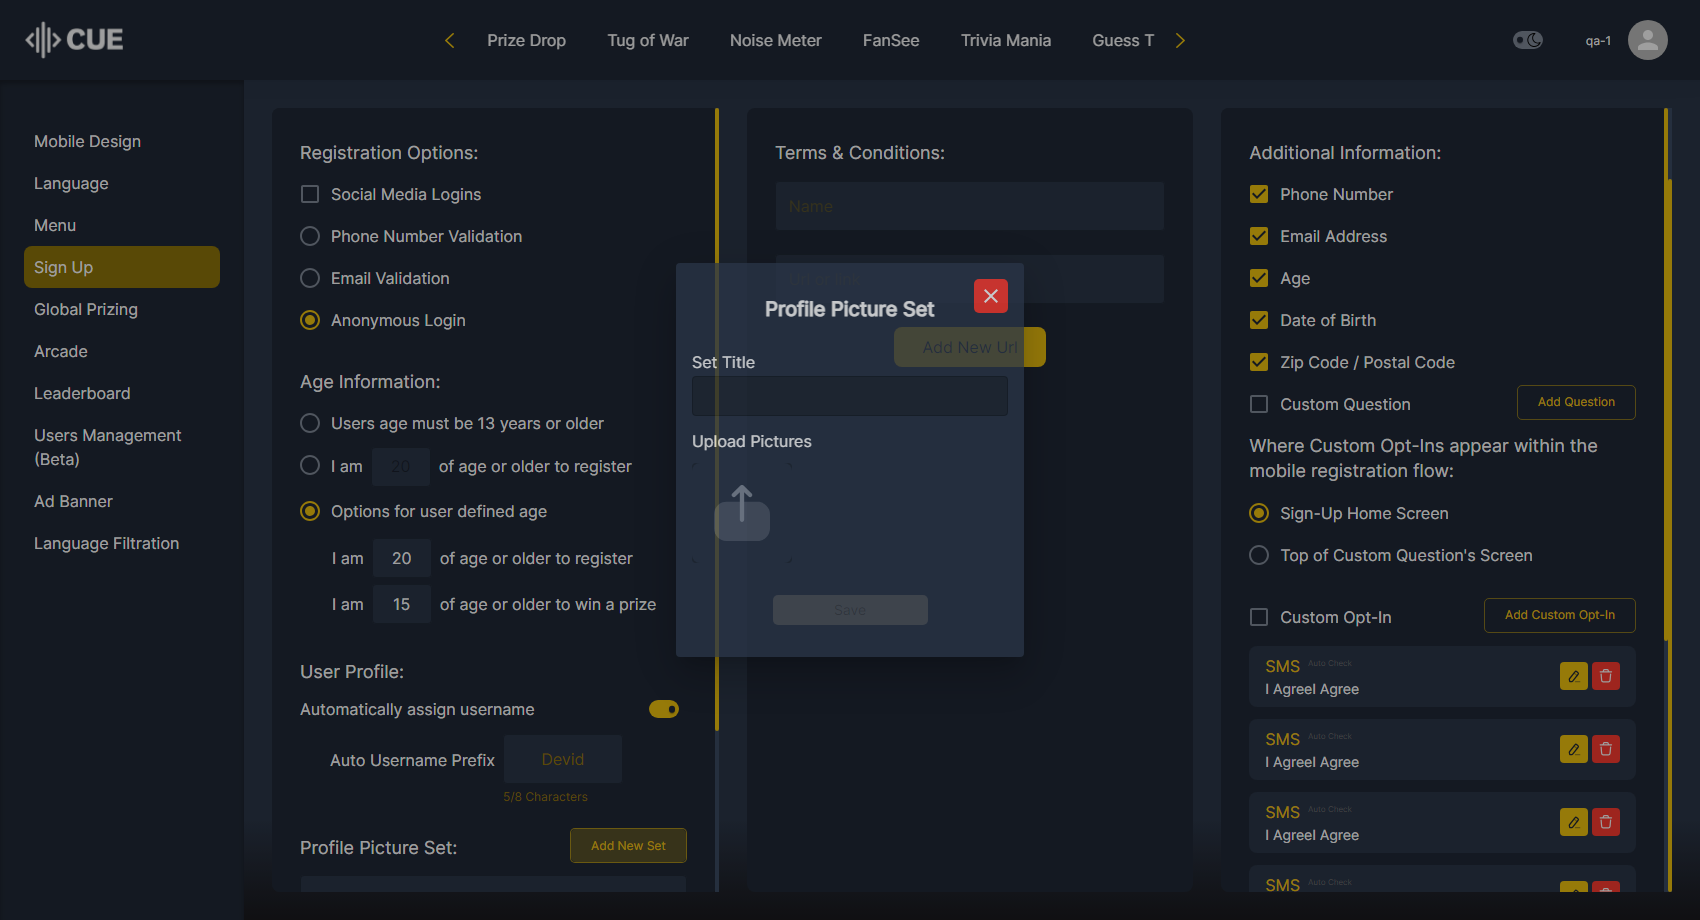 CUE
Prize Drop
Tug of War
Noise Meter
FanSee
Trivia Mania
Guess T
qa-1
Mobile Design
Language
Menu
Sign Up
Global Prizing
Arcade
Leaderboard
Users Management
(Beta)
Ad Banner
Language Filtration
Registration Options:
Social Media Logins
Phone Number Validation
Email Validation
Anonymous Login
Age Information:
Users age must be 13 years or older
I am 20 of age or older to register
Options for user defined age
I am 20 of age or older to register
I am 15 of age or older to win a prize
User Profile:
Automatically assign username
Auto Username Prefix Devid
5/8 Characters
Profile Picture Set:
Add New Set
Terms & Conditions:
Name
Add New Url
Profile Picture Set
Set Title
Upload Pictures
Save
Additional Information:
Phone Number
Email Address
Age
Date of Birth
Zip Code / Postal Code
Custom Question
Add Question
Where Custom Opt-Ins appear within the
mobile registration flow:
Sign-Up Home Screen
Top of Custom Question's Screen
Custom Opt-In
Add Custom Opt-In
SMS Auto Check
I AgreeI Agree
SMS Auto Check
I AgreeI Agree
SMS Auto Check
I AgreeI Agree
SMS Auto Check